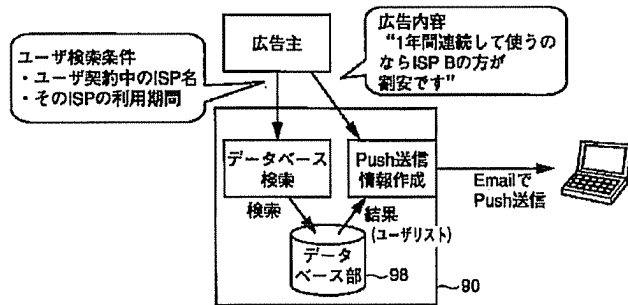 広告主
ユーザ検索条件
・ユーザ契約中のISP名
・そのISPの利用期間
広告内容
“1年間連続して使うの
ならISP Bの方が
割安です”
データベース
検索
Push送信
情報作成
Emailで
Push送信
検索
結果
(ユーザリスト)
データ
ベース部
98
90